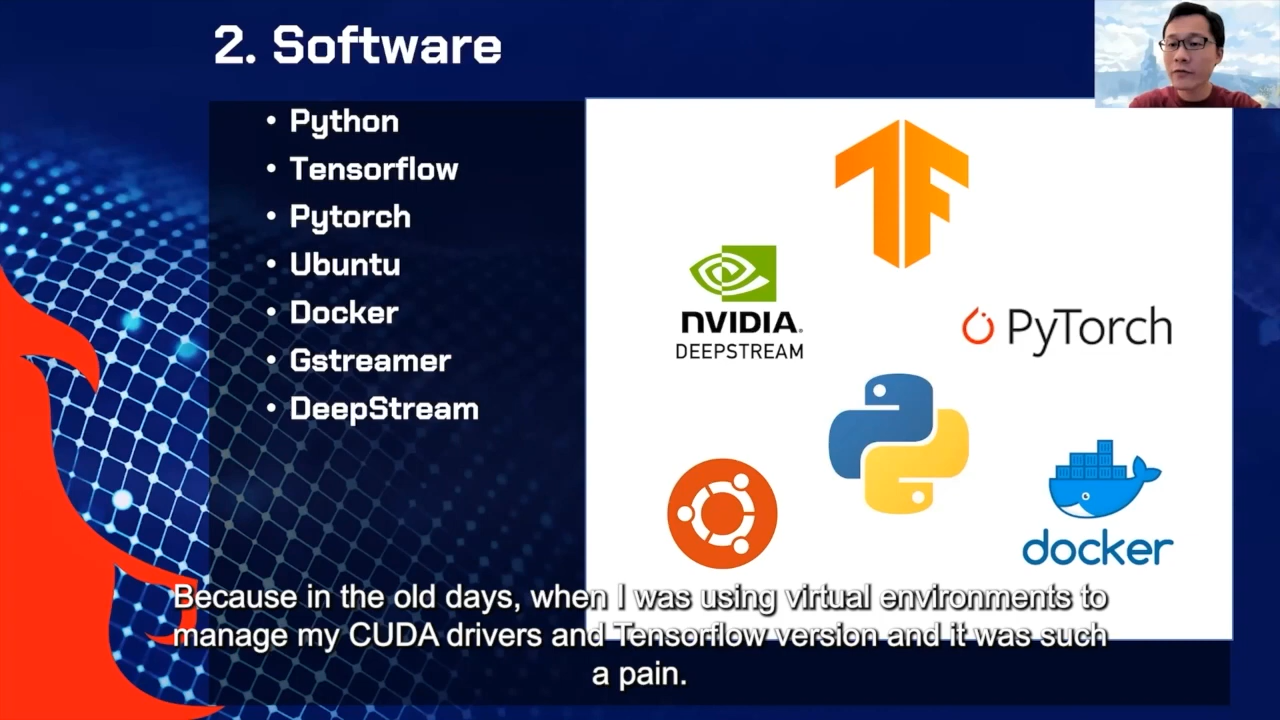 2. Software
• Python
• Tensorflow
• Pytorch
• Ubuntu
• Docker
• Gstreamer
• DeepStream
NVIDIA.
DEEPSTREAM
PyTorch
docker
Because in the old days, when I was using virtual environments to
manage my CUDA drivers and Tensorflow version and it was such
a pain.